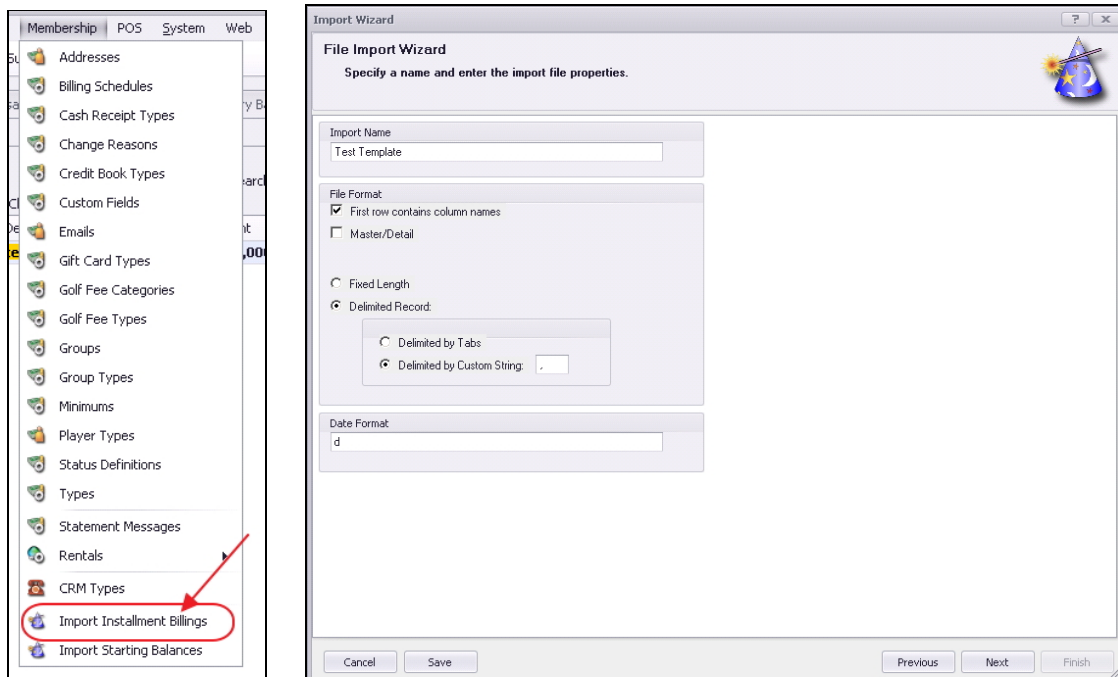 Membership POS System Web
Addresses
Billing Schedules
Cash Receipt Types
Change Reasons
Credit Book Types
Custom Fields
Emails
Gift Card Types
Golf Fee Categories
Golf Fee Types
Groups
Group Types
Minimums
Player Types
Status Definitions
Types
Statement Messages
Rentals
CRM Types
Import Installment Billings
Import Starting Balances
Import Wizard
File Import Wizard
Specify a name and enter the import file properties.
Import Name
Test Template
File Format
First row contains column names
Master/Detail
Fixed Length
Delimited Record:
Delimited by Tabs
Delimited by Custom String: ,
Date Format
d
Cancel Save Previous Next Finish